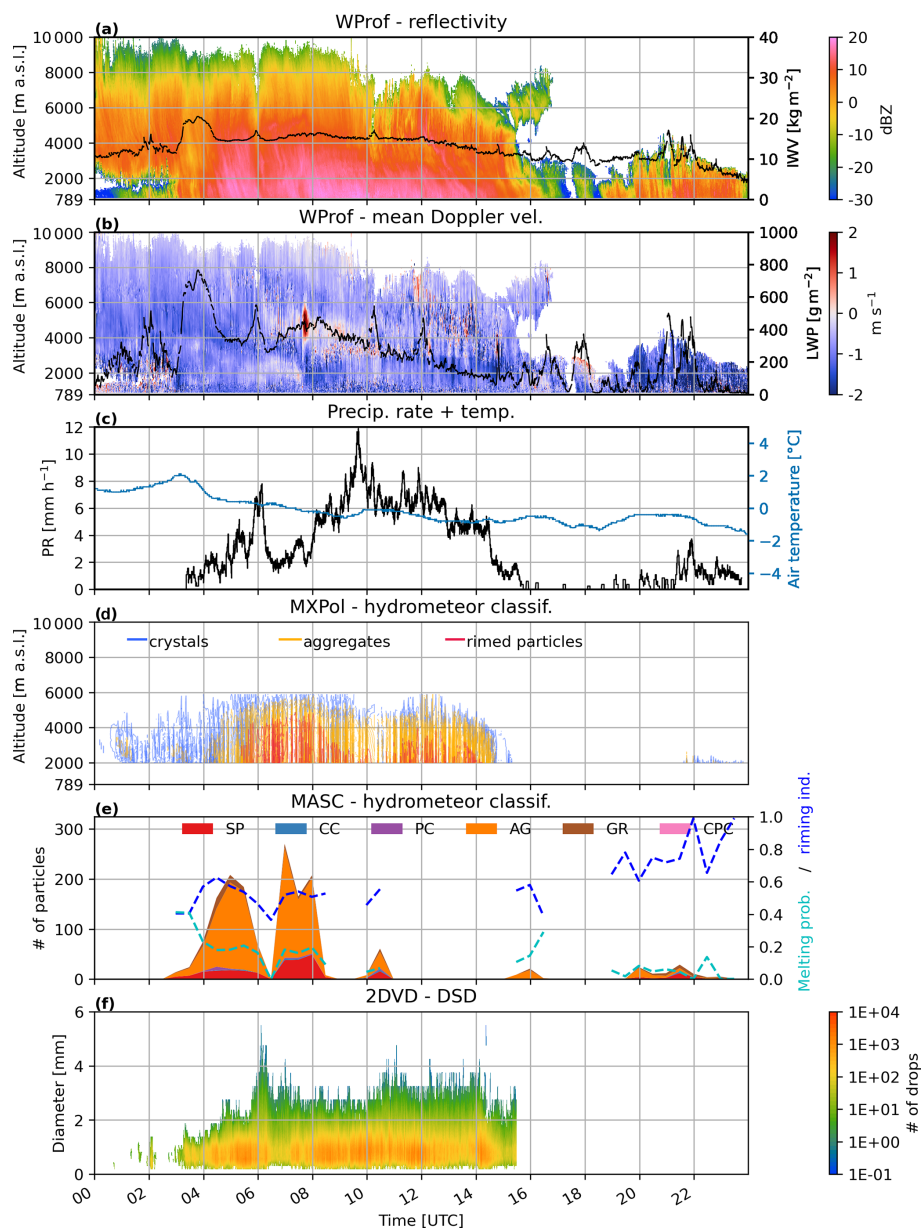 (a)
WProf - reflectivity
10 000
8000
6000
4000
2000
789
Altitude [m a.s.l.]
40
30
20
10
0
IWV [kg m−2]
20
10
0
−10
−20
−30
dBZ
(b)
WProf - mean Doppler vel.
10 000
8000
6000
4000
2000
789
Altitude [m a.s.l.]
1000
800
600
400
200
0
LWP [gm−2]
2
1
0
-1
-2
m s−1
(c)
Precip. rate + temp.
12
10
8
6
4
2
0
PR [mm h−1]
4
2
0
−2
−4
Air temperature [°C]
(d)
MXPol - hydrometeor classif.
crystals aggregates rimed particles
10 000
8000
6000
4000
2000
789
Altitude [m a.s.l.]
(e)
MASC - hydrometeor classif.
SP CC PC AG GR CPC
300
200
100
0
# of particles
1.0
0.8
0.6
0.4
0.2
0.0
Melting prob. / riming ind.
(f)
2DVD - DSD
6
4
2
0
Diameter [mm]
00 02 04 06 08 10 12 14 16 18 20 22
Time [UTC]
1E+04
1E+03
1E+02
1E+01
1E+00
1E-01
# of drops